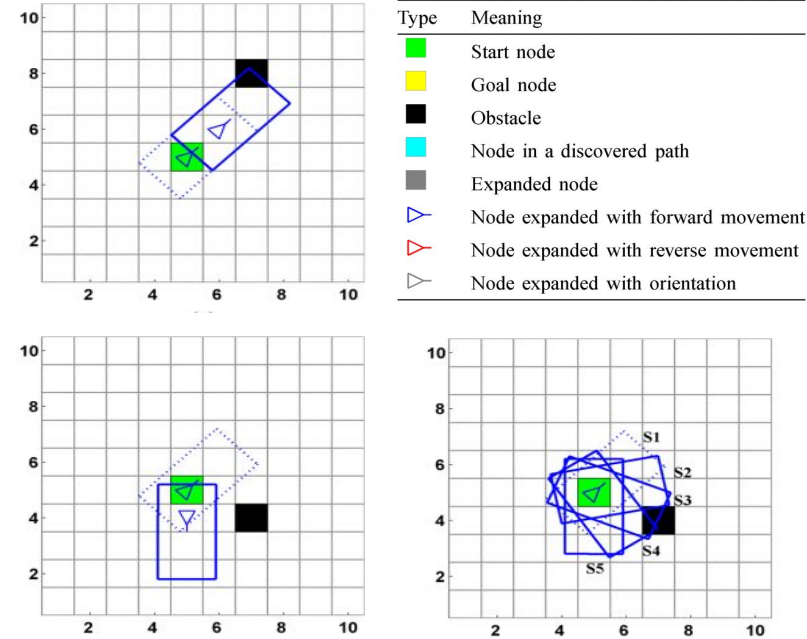 10
8
6
4
2
2 4 6 8 10
Type Meaning
Start node
Goal node
Obstacle
Node in a discovered path
Expanded node
Node expanded with forward movement
Node expanded with reverse movement
Node expanded with orientation
10
8
6
4
2
2 4 6 8 10
10
8
6
4
2
S1
S2
S3
S4
S5
2 4 6 8 10